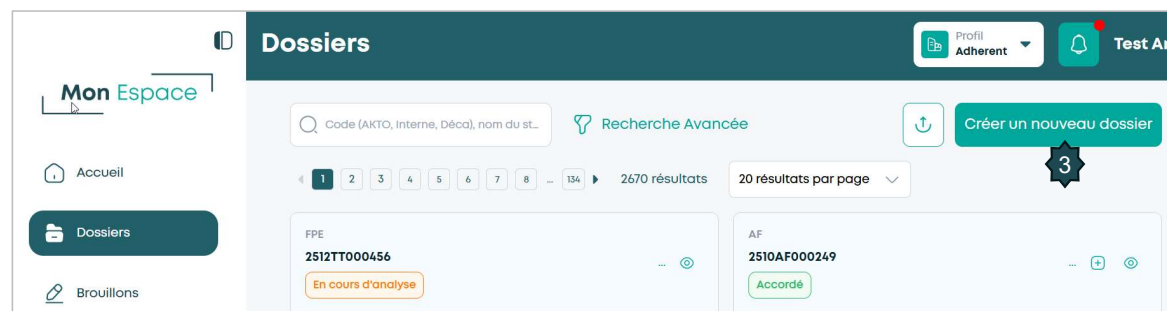 Mon Espace
Accueil
Dossiers
Brouillons
Dossiers
Profil
Adherent
Test Ar
Code (AKTO, Interne, Déca), nom du st...
Recherche Avancée
Créer un nouveau dossier
3
1 2 3 4 5 6 7 8 ... 134
2670 résultats
20 résultats par page
FPE
2512TT000456
...
En cours d'analyse
AF
2510AF000249
...
Accordé